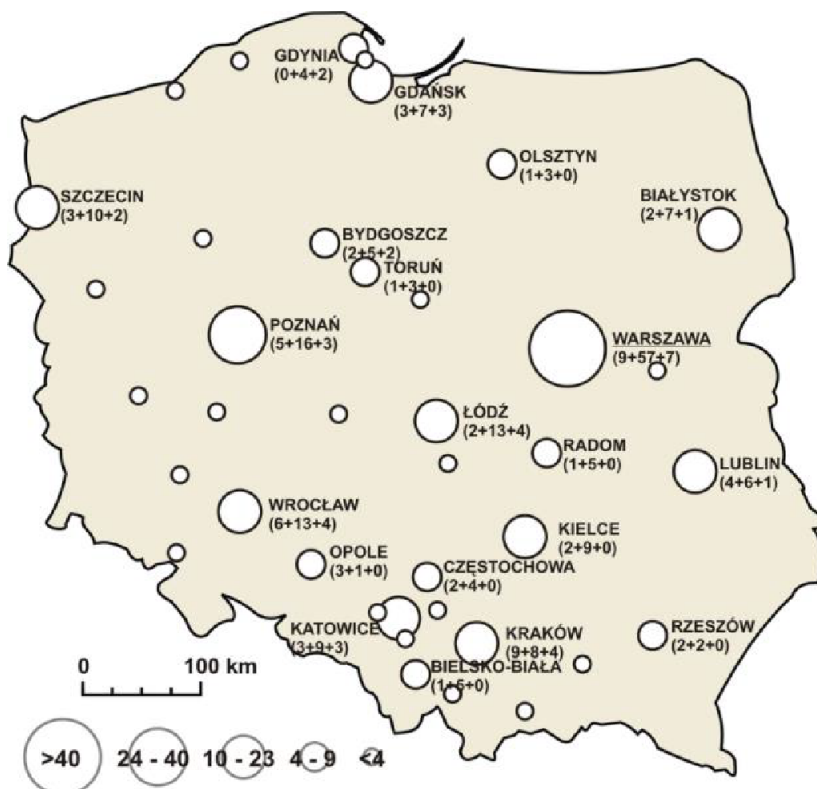 GDYNIA
(0+4+2)
GDAŃSK
(3+7+3)
OLSZTYN
(1+3+0)
SZCZECIN
(3+10+2)
BIAŁYSTOK
(2+7+1)
BYDGOSZCZ
(2+5+2)
TORUŃ
(1+3+0)
POZNAŃ
(5+16+3)
WARSZAWA
(9+57+7)
ŁÓDŹ
(2+13+4)
RADOM
(1+5+0)
LUBLIN
(4+6+1)
WROCŁAW
(6+13+4)
KIELCE
(2+9+0)
OPOLE
(3+1+0)
CZĘSTOCHOWA
(2+4+0)
KATOWICE
(3+9+3)
KRAKÓW
(9+8+4)
RZESZÓW
(2+2+0)
BIELSKO-BIAŁA
(1+5+0)
0 100 km
>40 24 - 40 10 - 23 4 - 9 <4